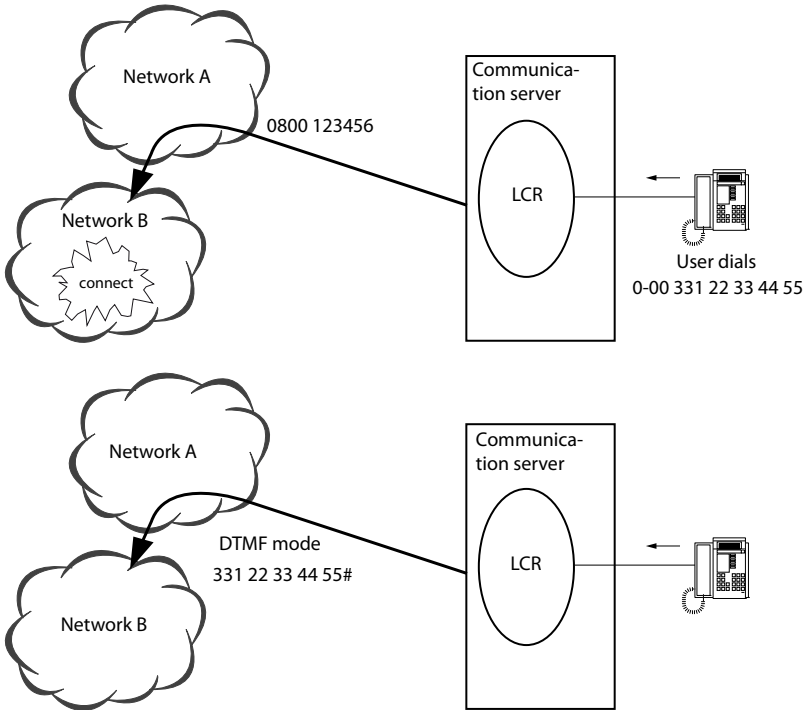 Network A
0800 123456
Network B
connect
Communica-
tion server
LCR
User dials
0-00 331 22 33 44 55
Network A
DTMF mode
331 22 33 44 55#
Network B
Communica-
tion server
LCR